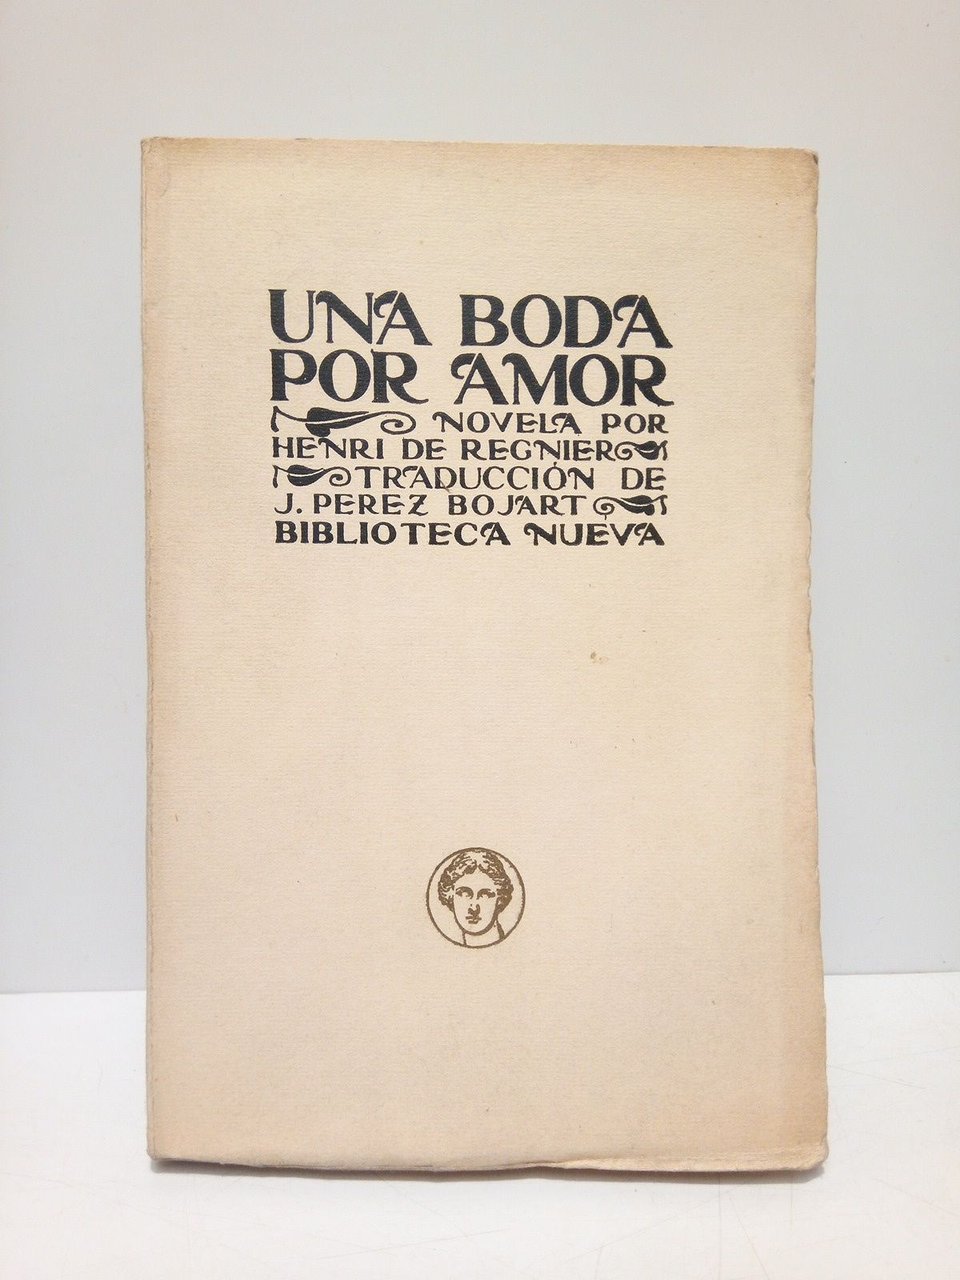 UNA BODA
POR AMOR
NOVELA POR
HENRI DE REGNIER
TRADUCCIÓN DE
J. PEREZ BOJART
BIBLIOTECA NUEVA